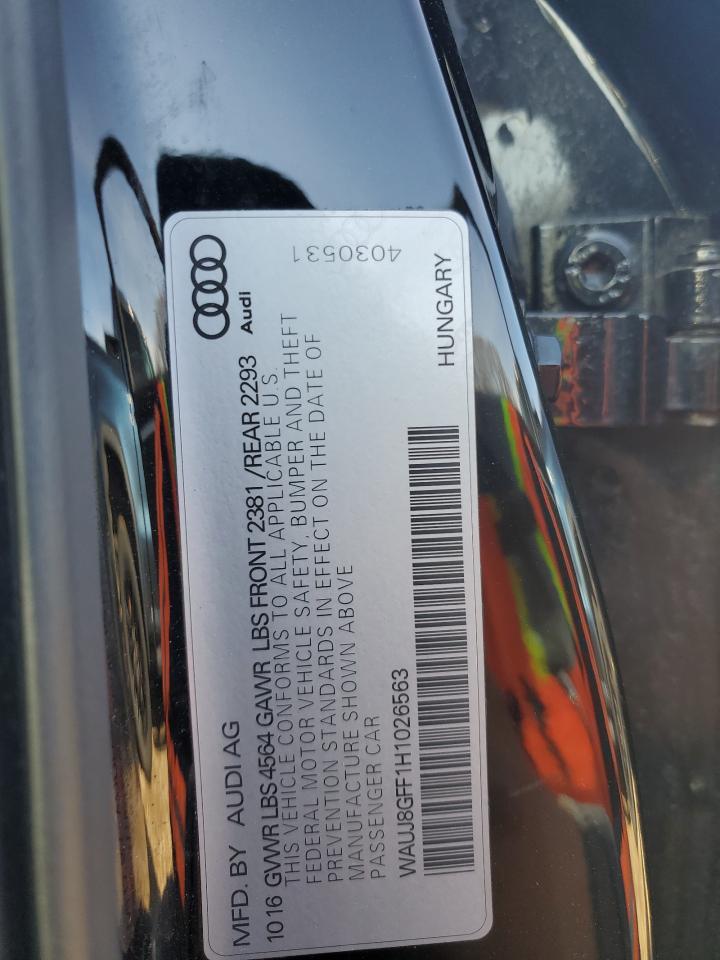 MFD. BY AUDI AG
Audi
10 16 GVWR LBS 4564 GAWR LBS FRONT 2381 /REAR 2293
THIS VEHICLE CONFORMS TO ALL APPLICABLE U.S.
FEDERAL MOTOR VEHICLE SAFETY, BUMPER AND THEFT
PREVENTION STANDARDS IN EFFECT ON THE DATE OF
MANUFACTURE SHOWN ABOVE
4030531
PASSENGER CAR
WAUJ8GFF1H1026563
HUNGARY